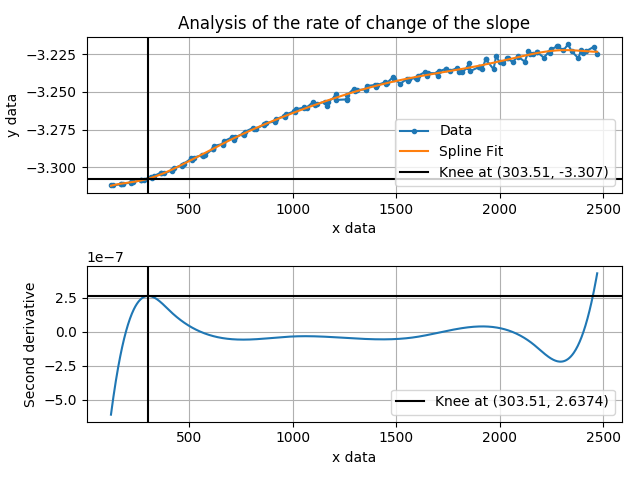 Analysis of the rate of change of the slope
−3.225
−3.250
−3.275
−3.300
y data
Data
Spline Fit
Knee at (303.51, -3.307)
500 1000 1500 2000 2500
x data
1e−7
2.5
0.0
−2.5
−5.0
Second derivative
Knee at (303.51, 2.6374)
500 1000 1500 2000 2500
x data